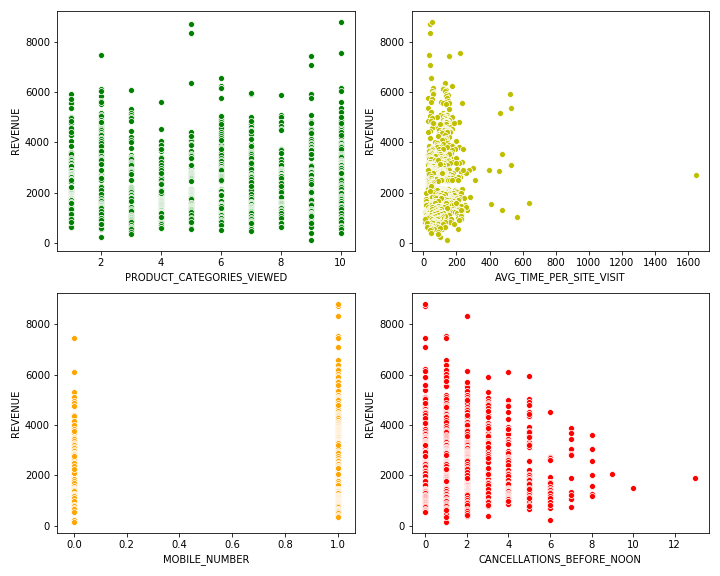 8000
6000
4000
2000
0
REVENUE
2 4 6 8 10
PRODUCT_CATEGORIES_VIEWED
8000
6000
4000
2000
0
REVENUE
0 200 400 600 800 1000 1200 1400 1600
AVG_TIME_PER_SITE_VISIT
8000
6000
4000
2000
0
REVENUE
0.0 0.2 0.4 0.6 0.8 1.0
MOBILE_NUMBER
8000
6000
4000
2000
0
REVENUE
0 2 4 6 8 10 12
CANCELLATIONS_BEFORE_NOON